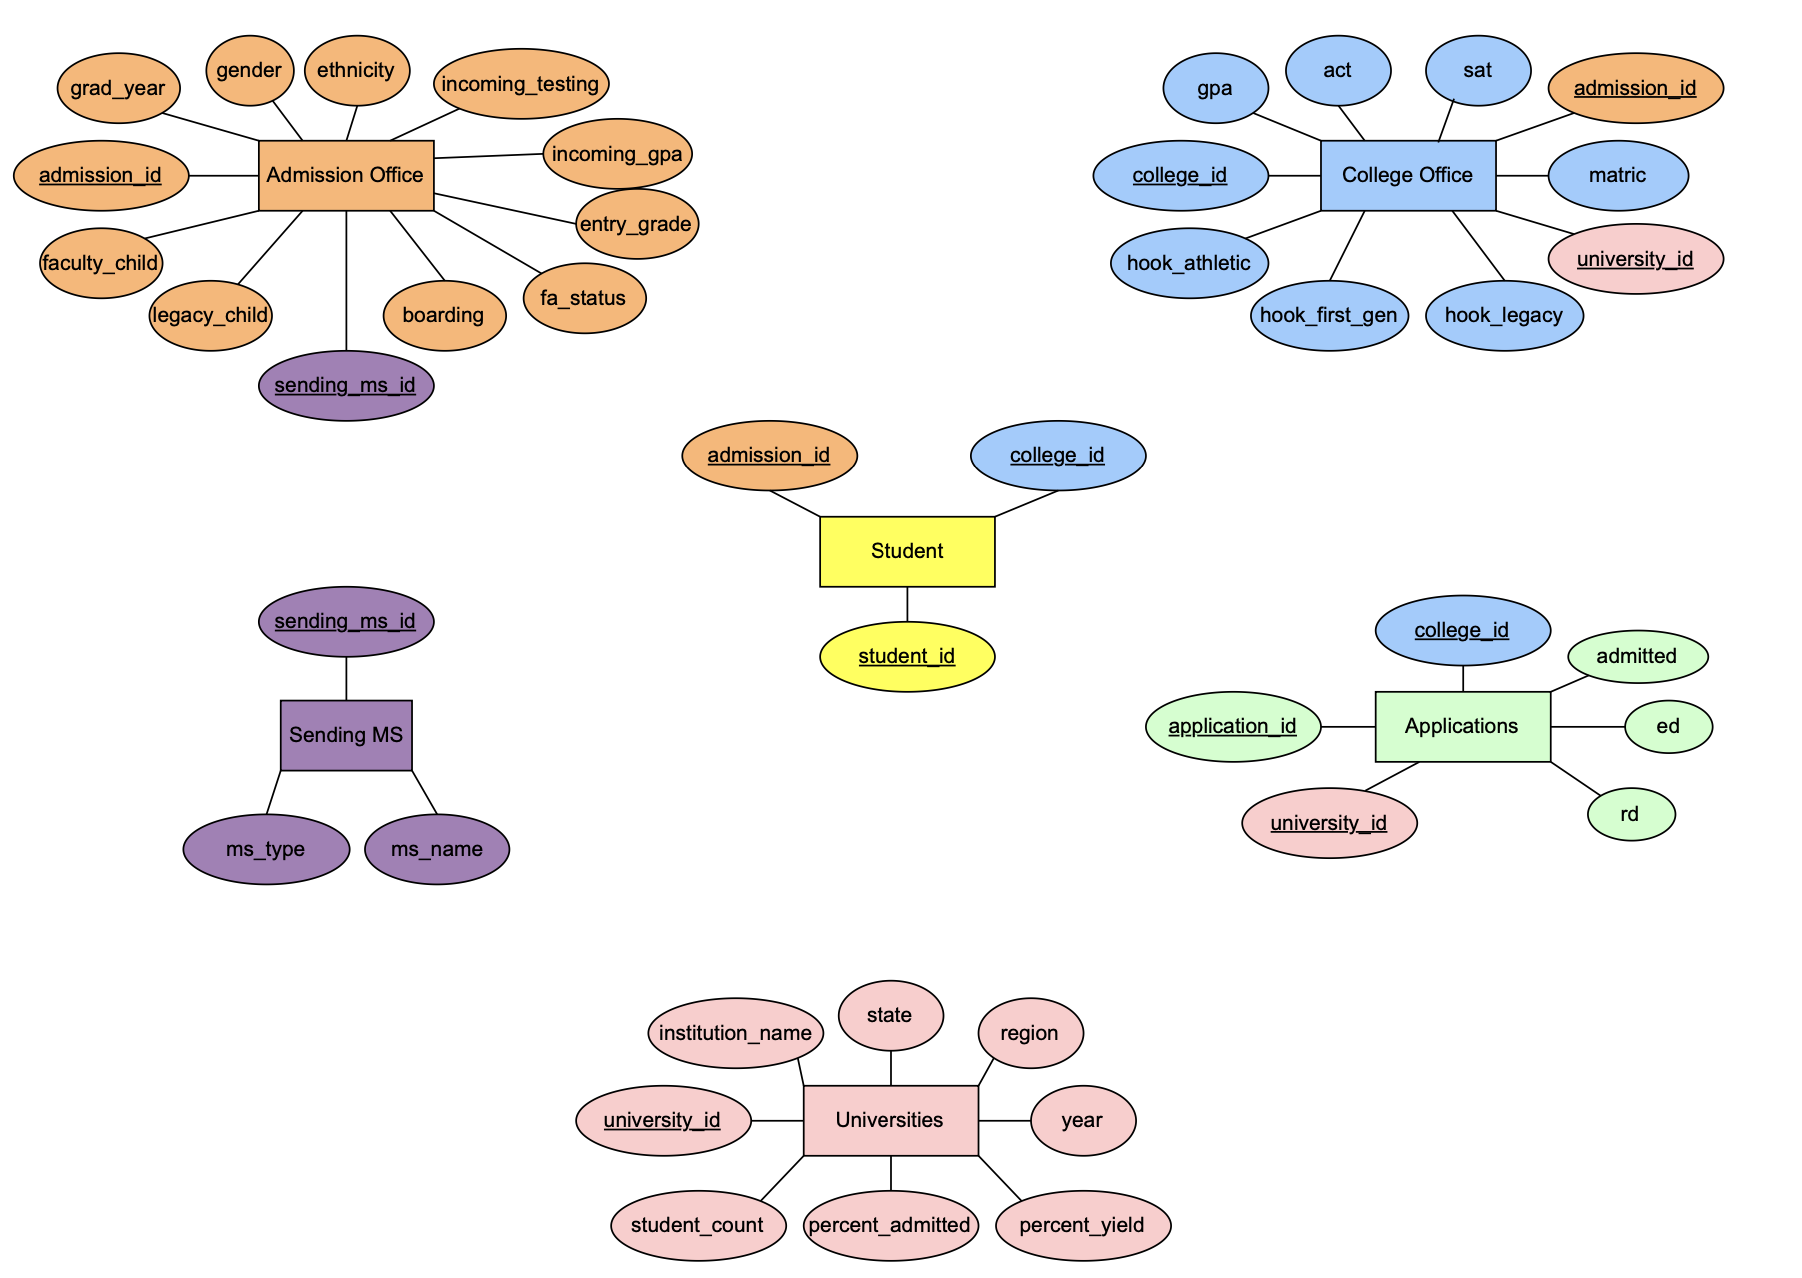 grad_year
gender
ethnicity
incoming_testing
incoming_gpa
admission_id
Admission Office
entry_grade
faculty_child
legacy_child
boarding
fa_status
sending_ms_id
gpa
act
sat
admission_id
college_id
College Office
matric
hook_athletic
university_id
hook_first_gen
hook_legacy
admission_id
college_id
Student
student_id
sending_ms_id
Sending MS
ms_type
ms_name
college_id
admitted
application_id
Applications
ed
university_id
rd
institution_name
state
region
university_id
Universities
year
student_count
percent_admitted
percent_yield